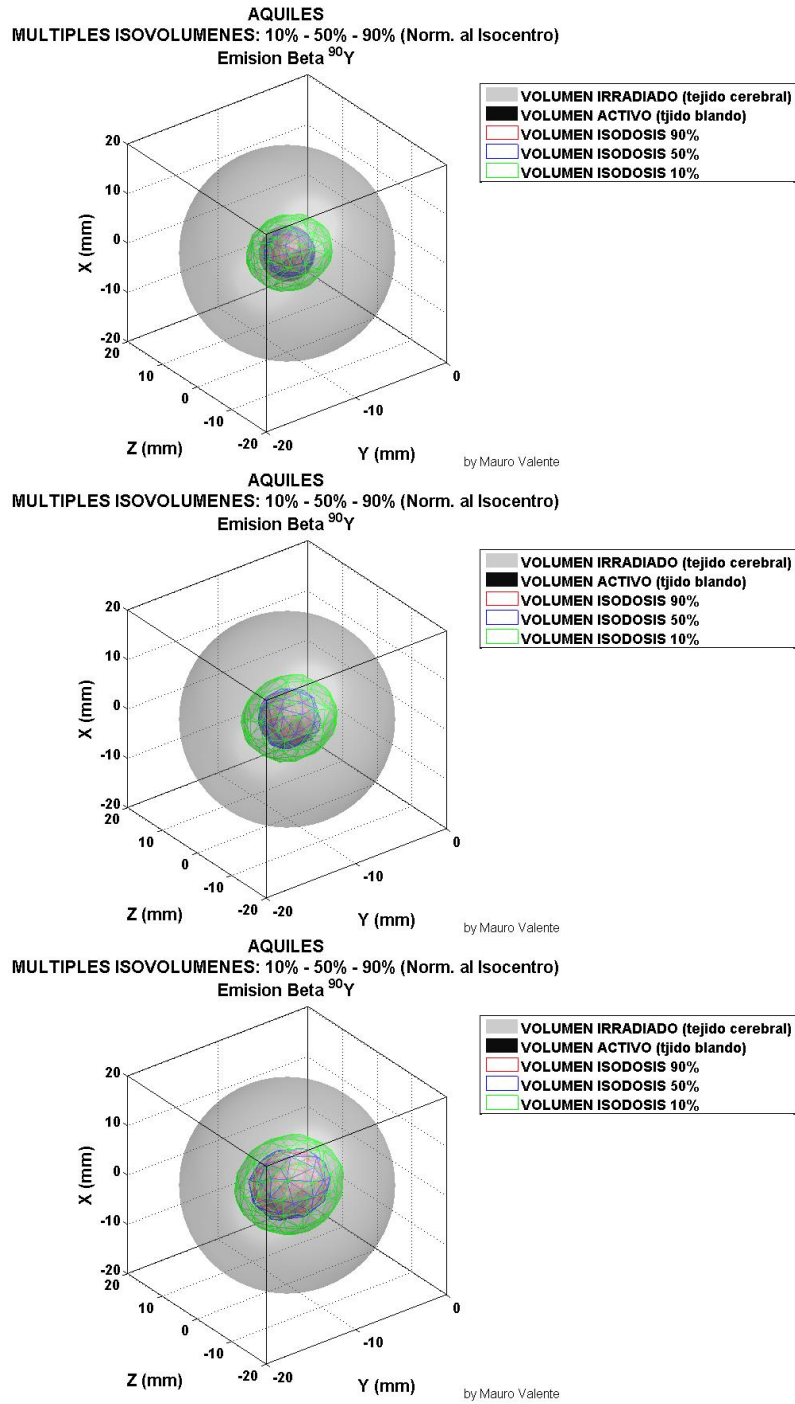 AQUILES
MULTIPLES ISOVOLUMENES: 10% - 50% - 90% (Norm. al Isocentro)
Emision Beta ⁹⁰Y
VOLUMEN IRRADIADO (tejido cerebral)
VOLUMEN ACTIVO (tjido blando)
VOLUMEN ISODOSIS 90%
VOLUMEN ISODOSIS 50%
VOLUMEN ISODOSIS 10%
20
10
0
-10
-20
X (mm)
20
10
0
-10
-20
Z (mm)
-20
-10
0
Y (mm)
by Mauro Valente
AQUILES
MULTIPLES ISOVOLUMENES: 10% - 50% - 90% (Norm. al Isocentro)
Emision Beta ⁹⁰Y
VOLUMEN IRRADIADO (tejido cerebral)
VOLUMEN ACTIVO (tjido blando)
VOLUMEN ISODOSIS 90%
VOLUMEN ISODOSIS 50%
VOLUMEN ISODOSIS 10%
20
10
0
-10
-20
X (mm)
20
10
0
-10
-20
Z (mm)
-20
-10
0
Y (mm)
by Mauro Valente
AQUILES
MULTIPLES ISOVOLUMENES: 10% - 50% - 90% (Norm. al Isocentro)
Emision Beta ⁹⁰Y
VOLUMEN IRRADIADO (tejido cerebral)
VOLUMEN ACTIVO (tjido blando)
VOLUMEN ISODOSIS 90%
VOLUMEN ISODOSIS 50%
VOLUMEN ISODOSIS 10%
20
10
0
-10
-20
X (mm)
20
10
0
-10
-20
Z (mm)
-20
-10
0
Y (mm)
by Mauro Valente